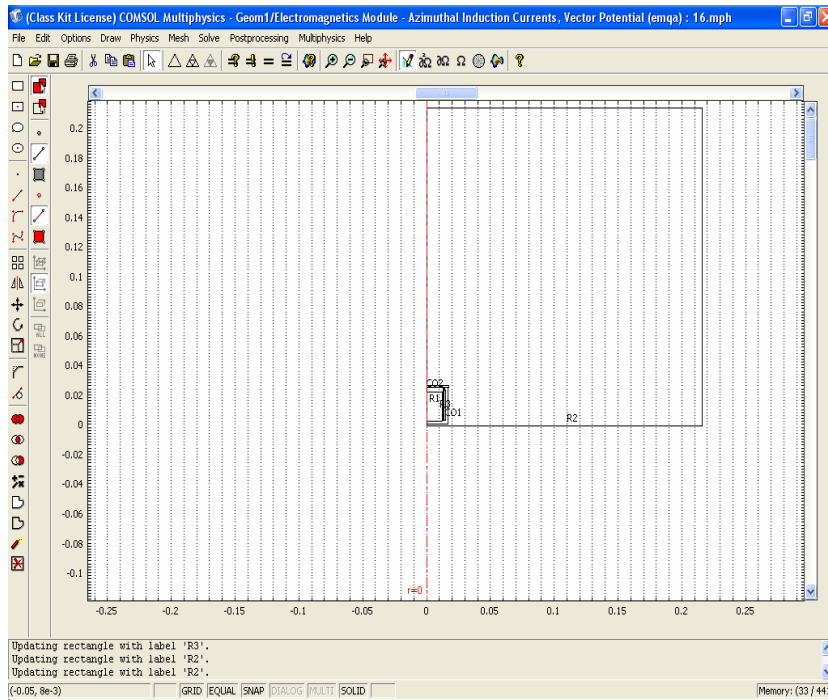 (Class Kit License) COMSOL Multiphysics - Geom1/Electromagnetics Module - Azimuthal Induction Currents, Vector Potential (emqa) : 16.mph
File Edit Options Draw Physics Mesh Solve Postprocessing Multiphysics Help
0.2
0.18
0.16
0.14
0.12
0.1
0.08
0.06
0.04
0.02
0
-0.02
-0.04
-0.06
-0.08
-0.1
CO2
R1
R3
CO1
R2
r=0
-0.25 -0.2 -0.15 -0.1 -0.05 0 0.05 0.1 0.15 0.2 0.25
Updating rectangle with label 'R3'.
Updating rectangle with label 'R2'.
Updating rectangle with label 'R2'.
(-0.05, 8e-3) GRID EQUAL SNAP DIALOG MULTI SOLID Memory: (33 / 44